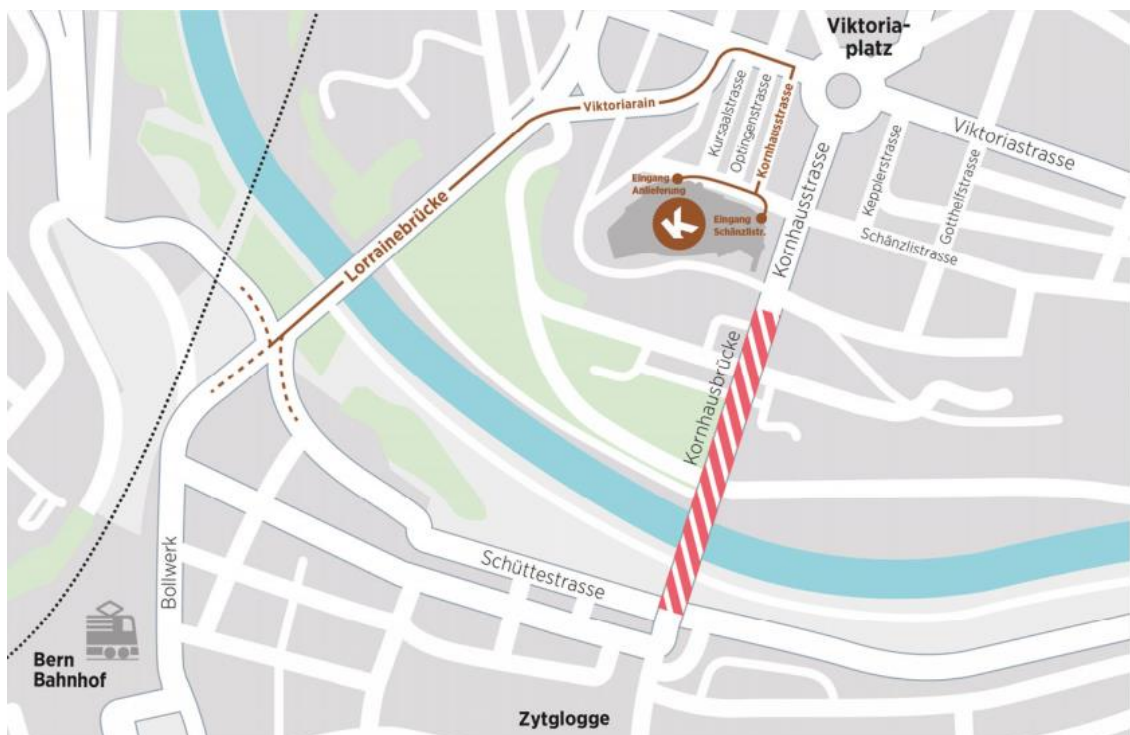 Viktoria-
platz
Viktoriarain
Kursaalstrasse
Optingenstrasse
Kornhausstrasse
Viktoriastrasse
Kepplerstrasse
Gotthelfstrasse
Eingang
Anlieferung
K
Eingang
Schänzlistr.
Kornhausstrasse
Schänzlistrasse
Lorrainebrücke
Kornhausbrücke
Schüttestrasse
Bollwerk
Bern
Bahnhof
Zytglogge